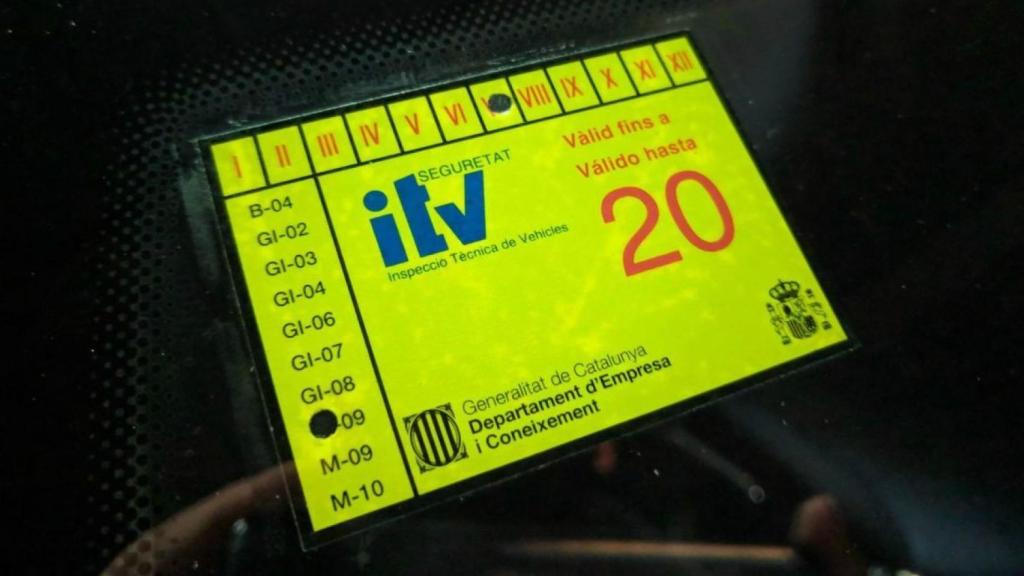 I II III IV V VI VIII IX X XI XII
B-04
GI-02
GI-03
GI-04
GI-06
GI-07
GI-08
-09
M-09
M-10
SEGURETAT
itv
Inspecció Tècnica de Vehicles
Vàlid fins a
Válido hasta
20
Generalitat de Catalunya
Departament d'Empresa
i Coneixement